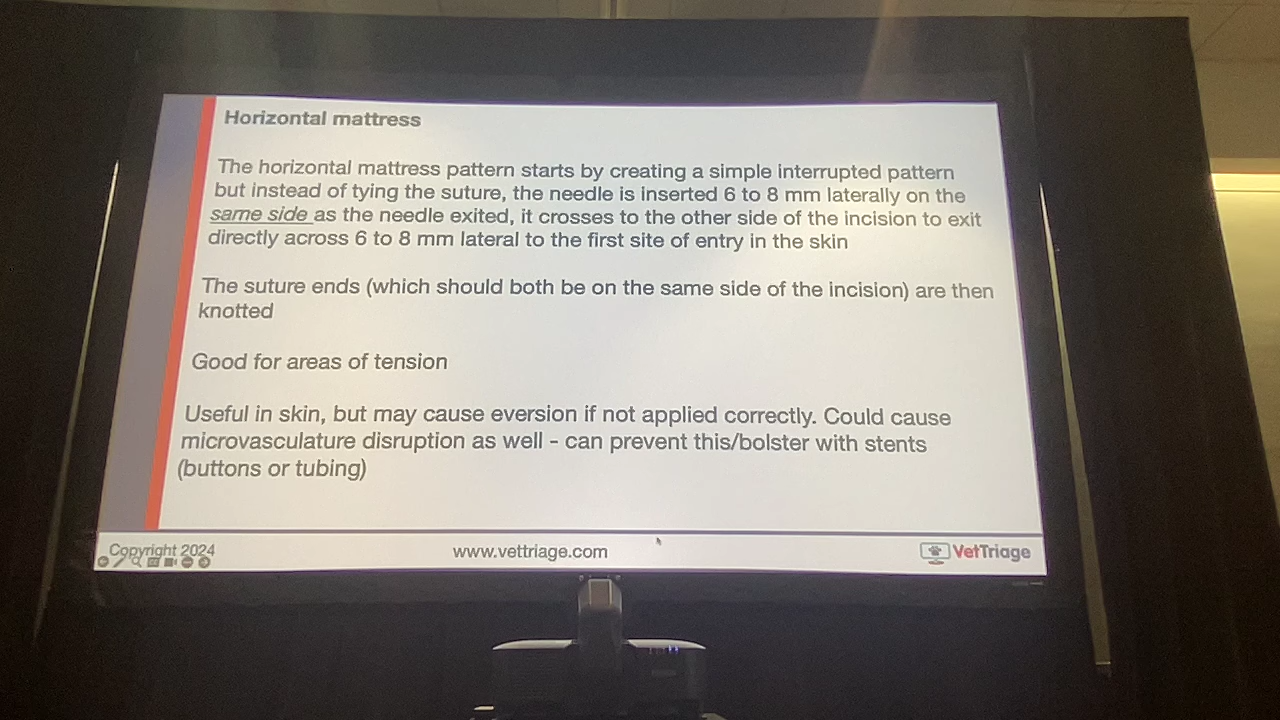 Horizontal mattress
The horizontal mattress pattern starts by creating a simple interrupted pattern
but instead of tying the suture, the needle is inserted 6 to 8 mm laterally on the
same side as the needle exited, it crosses to the other side of the incision to exit
directly across 6 to 8 mm lateral to the first site of entry in the skin
The suture ends (which should both be on the same side of the incision) are then
knotted
Good for areas of tension
Useful in skin, but may cause eversion if not applied correctly. Could cause
microvasculature disruption as well - can prevent this/bolster with stents
(buttons or tubing)
Copyright 2024
www.vettriage.com
VetTriage